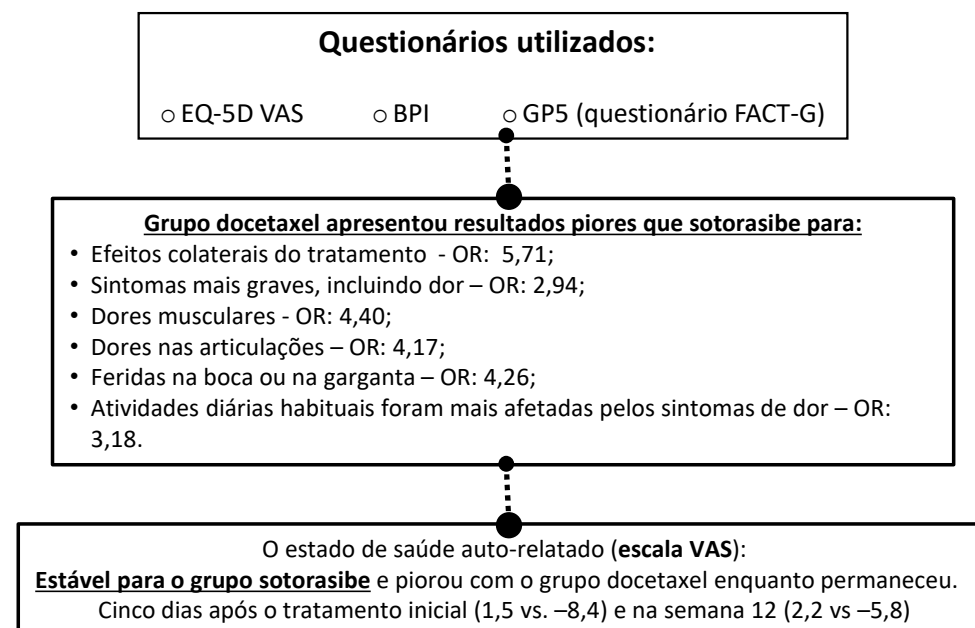 Questionários utilizados:
○ EQ-5D VAS ○ BPI ○ GP5 (questionário FACT-G)
Grupo docetaxel apresentou resultados piores que sotorasibe para:
• Efeitos colaterais do tratamento - OR: 5,71;
• Sintomas mais graves, incluindo dor – OR: 2,94;
• Dores musculares - OR: 4,40;
• Dores nas articulações – OR: 4,17;
• Feridas na boca ou na garganta – OR: 4,26;
• Atividades diárias habituais foram mais afetadas pelos sintomas de dor – OR:
3,18.
O estado de saúde auto-relatado (escala VAS):
Estável para o grupo sotorasibe e piorou com o grupo docetaxel enquanto permaneceu.
Cinco dias após o tratamento inicial (1,5 vs. –8,4) e na semana 12 (2,2 vs –5,8)